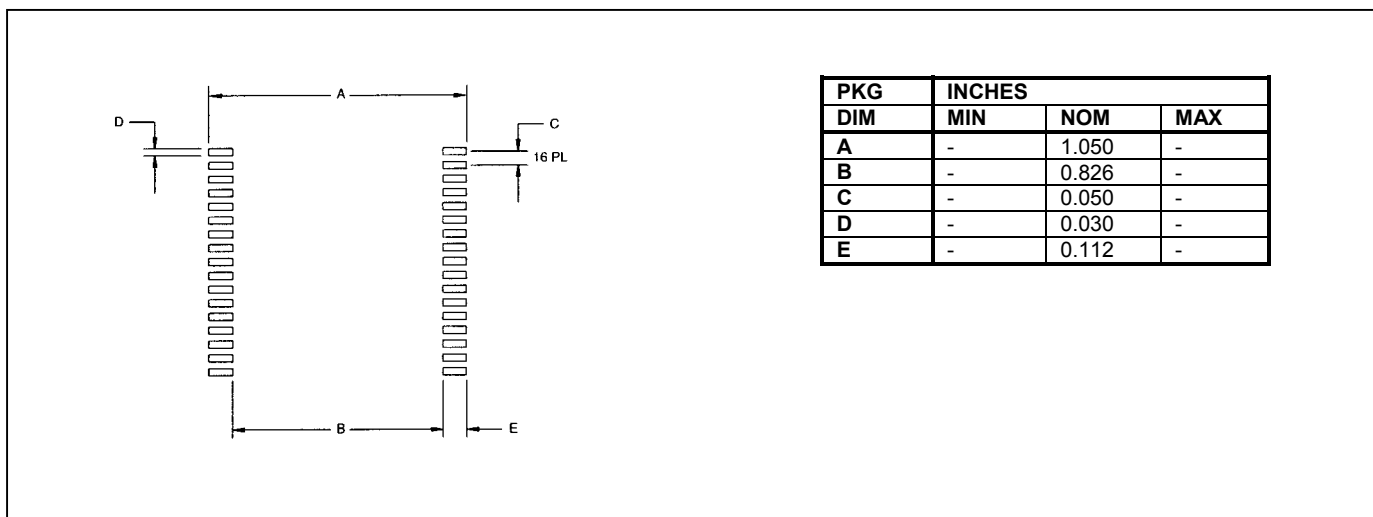 A
D
C
16 PL
B
E
PKG INCHES
DIM MIN NOM MAX
A - 1.050 -
B - 0.826 -
C - 0.050 -
D - 0.030 -
E - 0.112 -